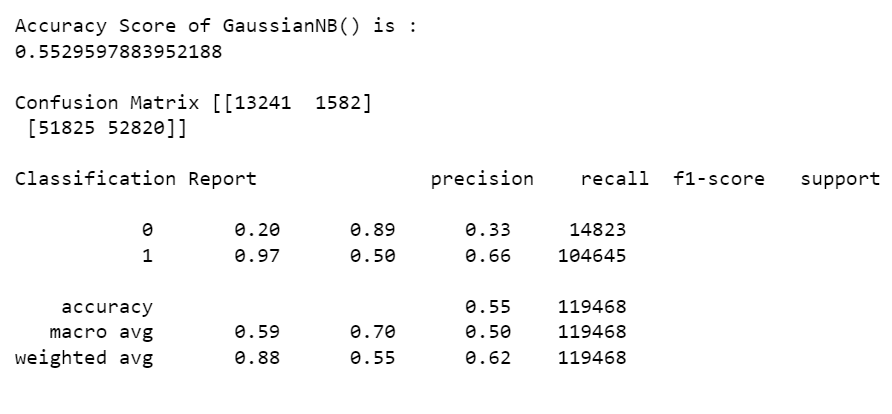 Accuracy Score of GaussianNB() is :
0.5529597883952188
Confusion Matrix [[13241  1582]
 [51825 52820]]
Classification Report               precision    recall  f1-score   support
           0       0.20      0.89      0.33     14823
           1       0.97      0.50      0.66    104645
    accuracy                           0.55    119468
   macro avg       0.59      0.70      0.50    119468
weighted avg       0.88      0.55      0.62    119468